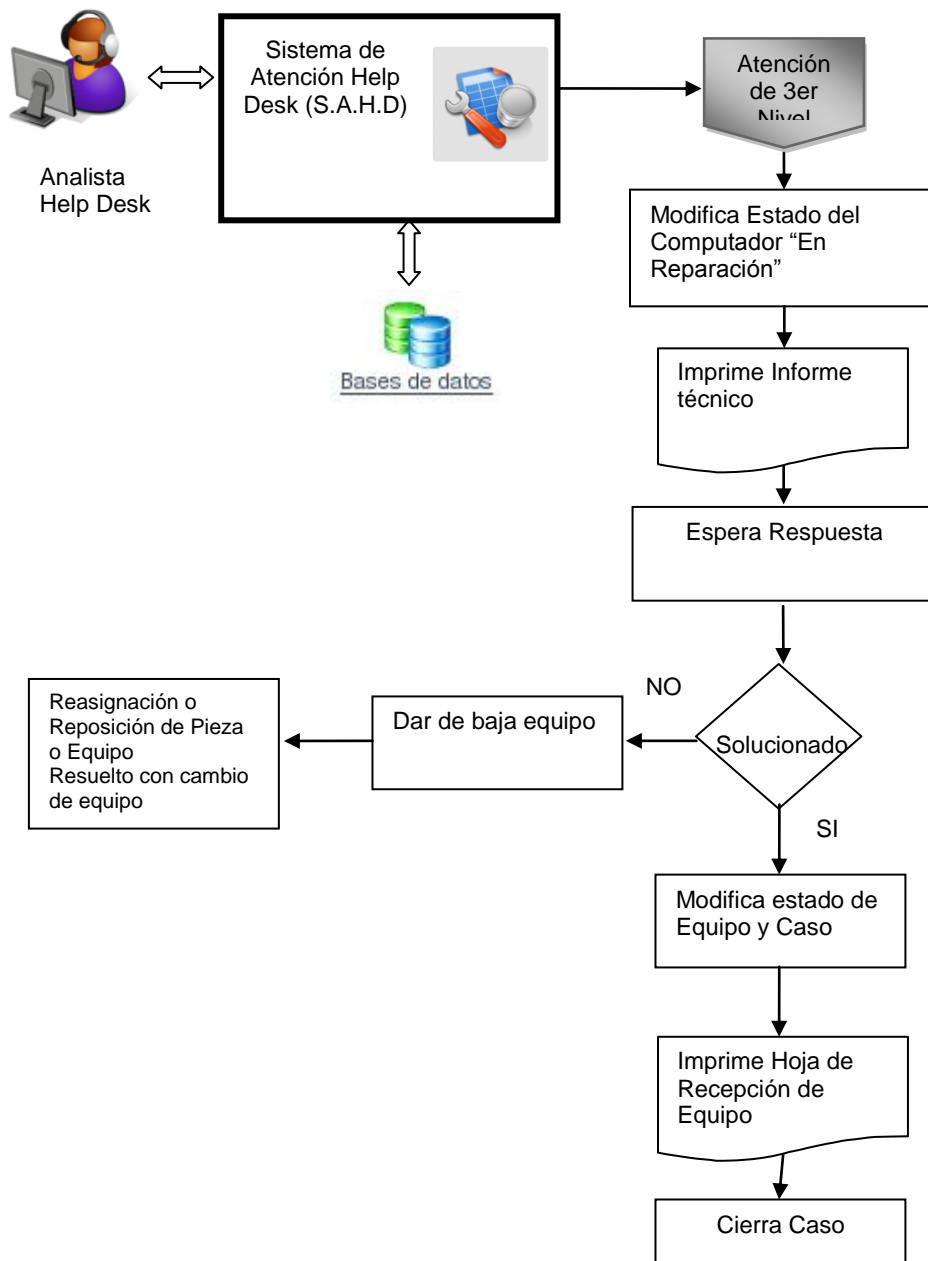 Sistema de
Atención Help
Desk (S.A.H.D)
Atención
de 3er
Nivel
Analista
Help Desk
Modifica Estado del
Computador “En
Reparación”
Bases de datos
Imprime Informe
técnico
Espera Respuesta
NO
Solucionado
Dar de baja equipo
Reasignación o
Reposición de Pieza
o Equipo
Resuelto con cambio
de equipo
SI
Modifica estado de
Equipo y Caso
Imprime Hoja de
Recepción de
Equipo
Cierra Caso